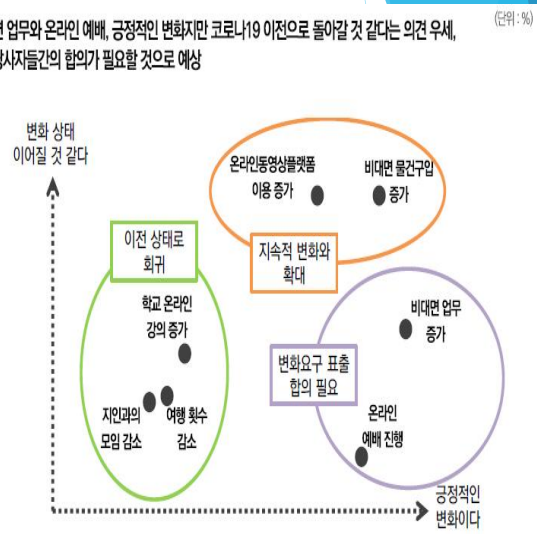 (단위 : %)
면 업무와 온라인 예배, 긍정적인 변화지만 코로나19 이전으로 돌아갈 것 같다는 의견 우세,
당사자들간의 합의가 필요할 것으로 예상
변화 상태
이어질 것 같다
온라인동영상플랫폼
이용 증가
비대면 물건구입
증가
이전 상태로
회귀
지속적 변화와
확대
학교 온라인
강의 증가
비대면 업무
증가
변화요구 표출
합의 필요
지인과의
모임 감소
여행 횟수
감소
온라인
예배 진행
긍정적인
변화이다